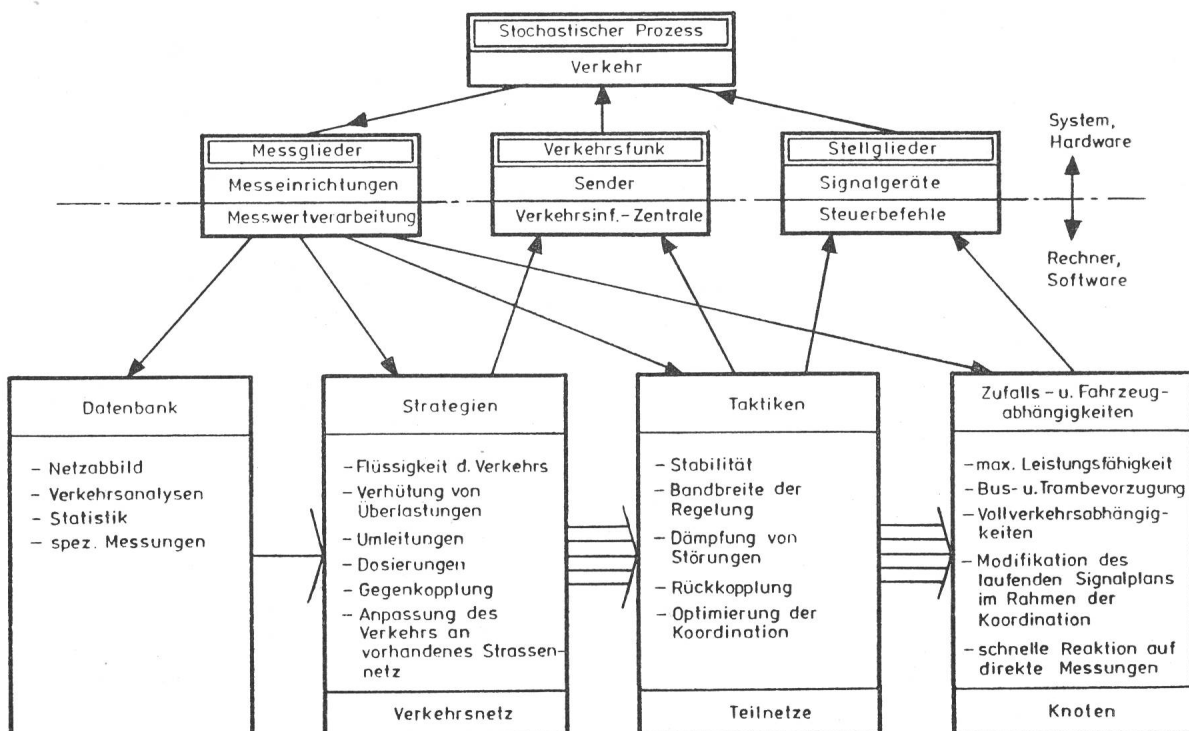 Stochastischer Prozess
Verkehr
Messglieder
Messeinrichtungen
Messwertverarbeitung
Verkehrsfunk
Sender
Verkehrsinf.-Zentrale
Stellglieder
Signalgeräte
Steuerbefehle
System,
Hardware
Rechner,
Software
Datenbank
- Netzabbild
- Verkehrsanalysen
- Statistik
- spez. Messungen
Strategien
- Flüssigkeit d. Verkehrs
- Verhütung von
Überlastungen
- Umleitungen
- Dosierungen
- Gegenkopplung
- Anpassung des
Verkehrs an
vorhandenes Strassen-
netz
Verkehrsnetz
Taktiken
- Stabilität
- Bandbreite der
Regelung
- Dämpfung von
Störungen
- Rückkopplung
- Optimierung der
Koordination
Teilnetze
Zufalls- u. Fahrzeug-
abhängigkeiten
- max. Leistungsfähigkeit
- Bus- u. Trambevorzugung
- Vollverkehrsabhängig-
keiten
- Modifikation des
laufenden Signalplans
im Rahmen der
Koordination
- schnelle Reaktion auf
direkte Messungen
Knoten